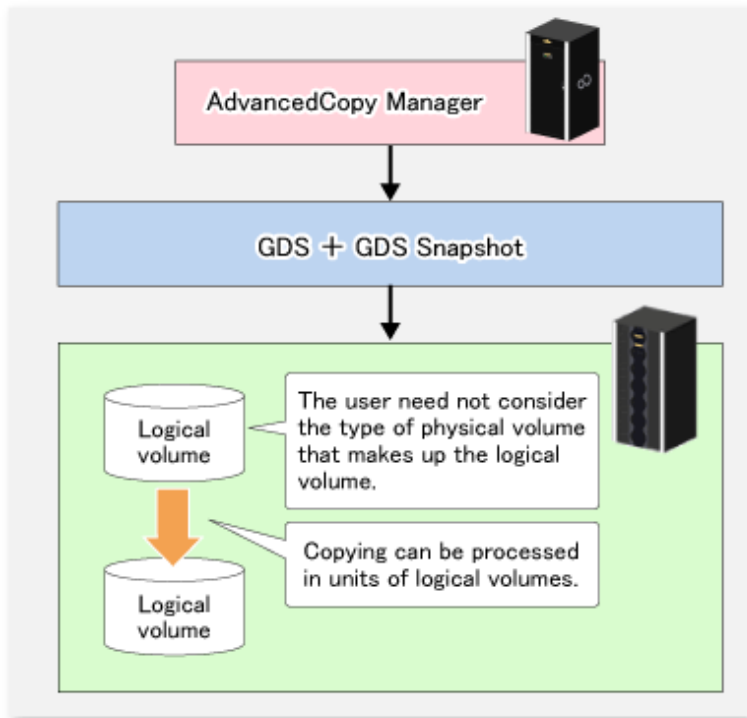 AdvancedCopy Manager
GDS + GDS Snapshot
Logical
volume
The user need not consider
the type of physical volume
that makes up the logical
volume.
Copying can be processed
in units of logical volumes.
Logical
volume